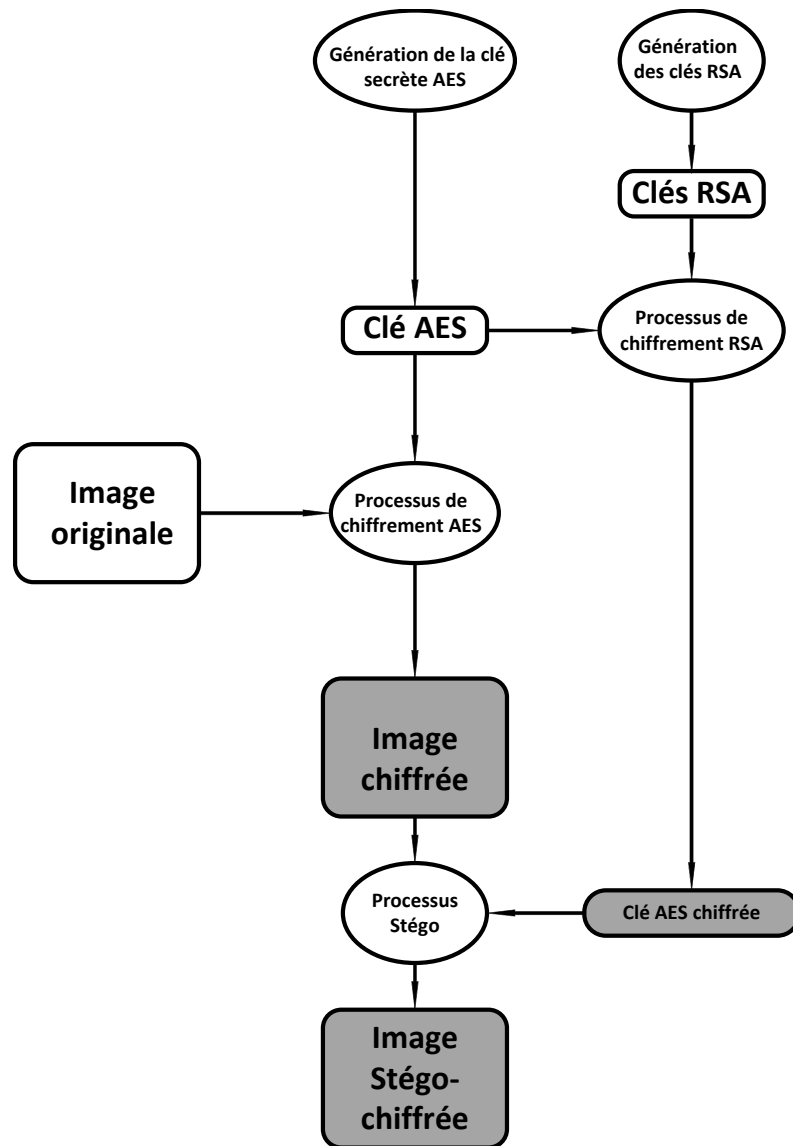 Génération de la clé
secrète AES
Génération
des clés RSA
Clés RSA
Clé AES
Processus de
chiffrement RSA
Image
originale
Processus de
chiffrement AES
Image
chiffrée
Processus
Stégo
Clé AES chiffrée
Image
Stégo-
chiffrée